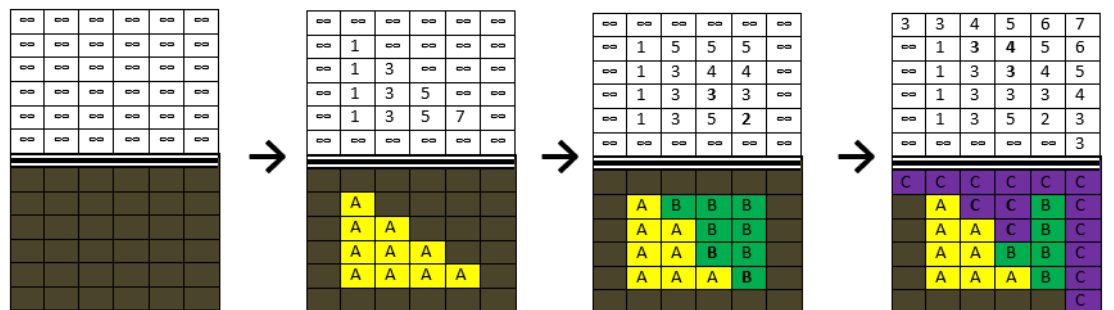 ∞ ∞ ∞ ∞ ∞ ∞
∞ ∞ ∞ ∞ ∞ ∞
∞ ∞ ∞ ∞ ∞ ∞
∞ ∞ ∞ ∞ ∞ ∞
∞ ∞ ∞ ∞ ∞ ∞
∞ ∞ ∞ ∞ ∞ ∞
→
∞ ∞ ∞ ∞ ∞ ∞
∞ 1 ∞ ∞ ∞ ∞
∞ 1 3 ∞ ∞ ∞
∞ 1 3 5 ∞ ∞
∞ 1 3 5 7 ∞
∞ ∞ ∞ ∞ ∞ ∞
A
A A
A A A
A A A A
→
∞ ∞ ∞ ∞ ∞ ∞
∞ 1 5 5 5 ∞
∞ 1 3 4 4 ∞
∞ 1 3 3 3 ∞
∞ 1 3 5 2 ∞
∞ ∞ ∞ ∞ ∞ ∞
A B B B
A A B B
A A B B
A A A B
→
3 3 4 5 6 7
∞ 1 3 4 5 6
∞ 1 3 3 4 5
∞ 1 3 3 3 4
∞ 1 3 5 2 3
∞ ∞ ∞ ∞ ∞ 3
C C C C C C
A C C B C
A A C B C
A A B B C
A A A B C
C